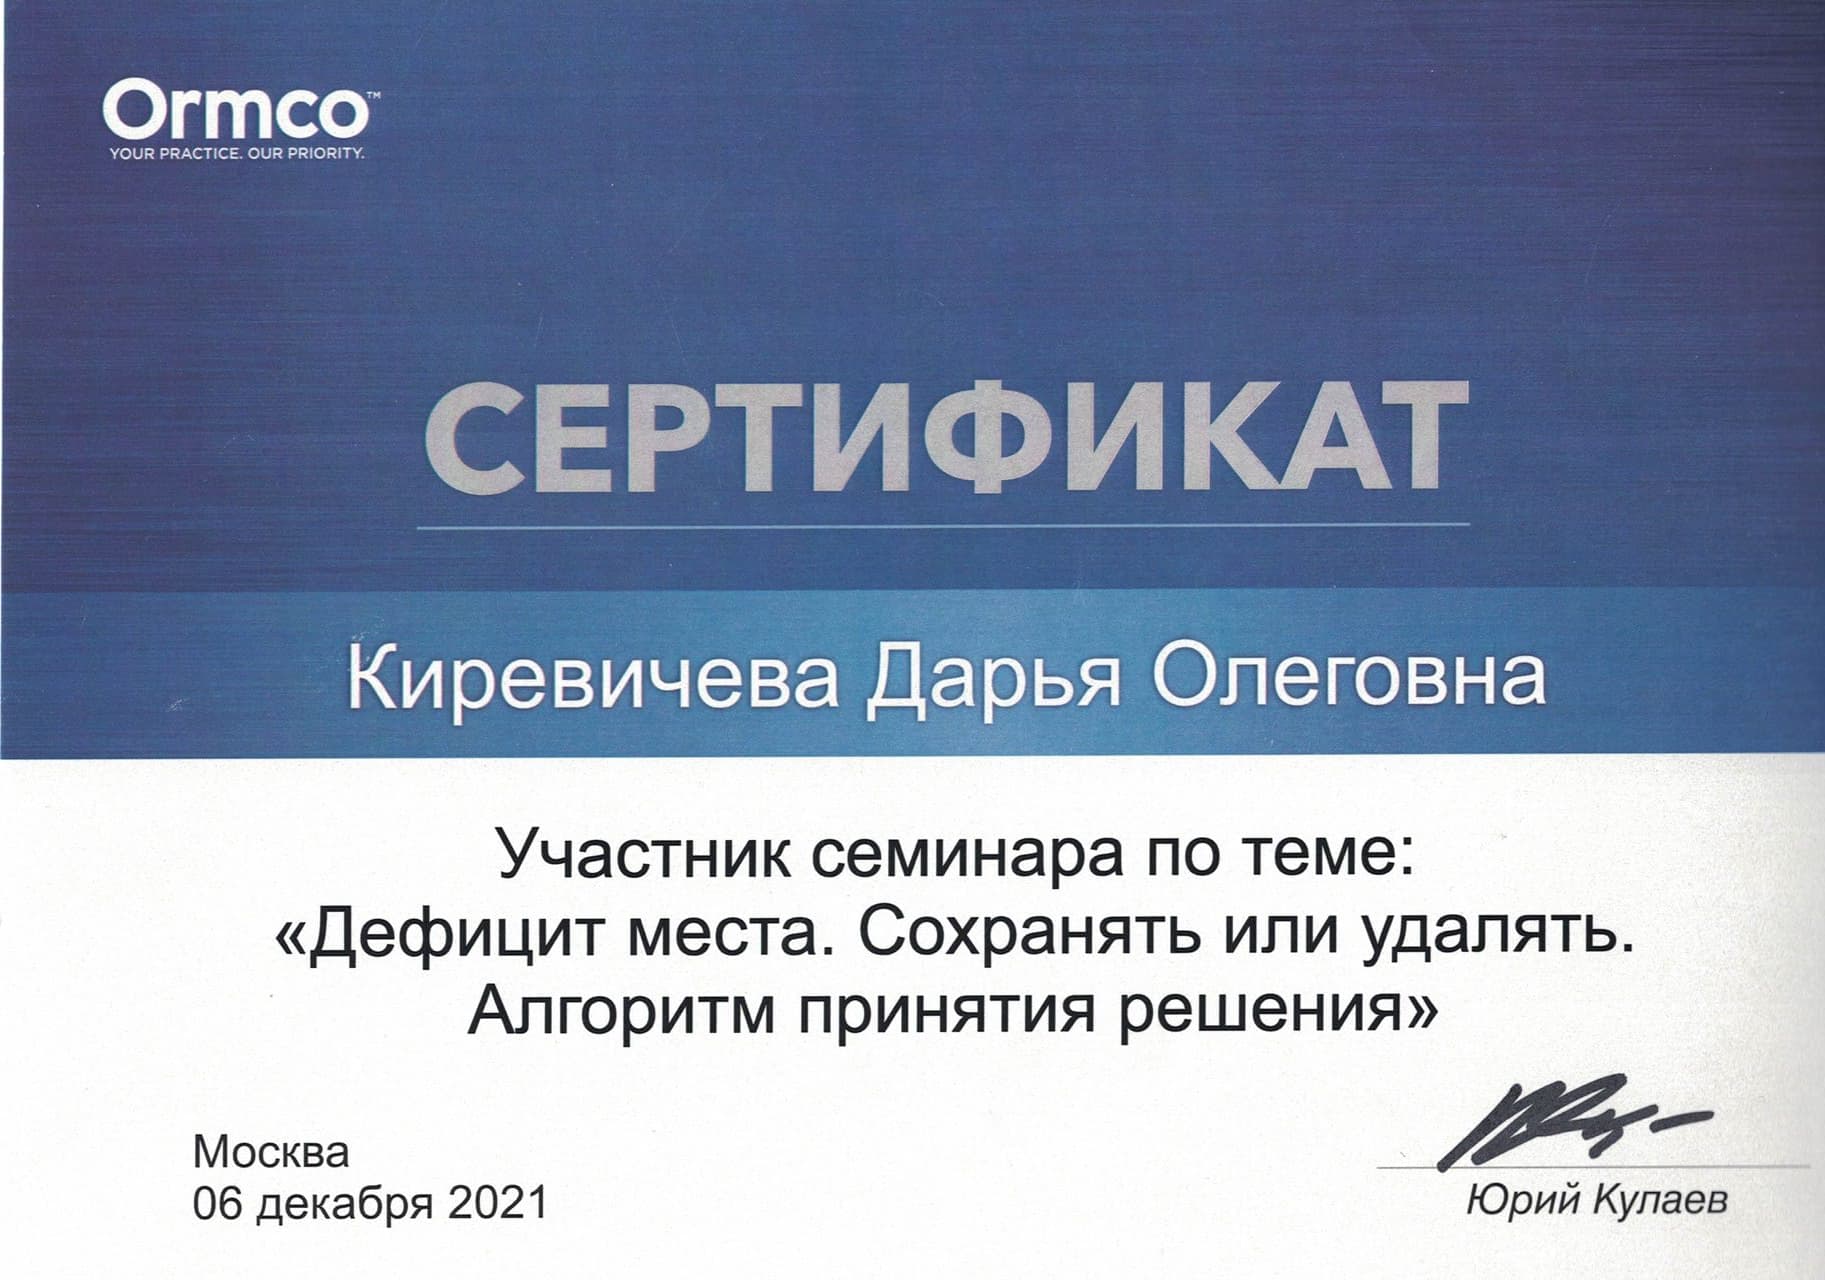 Ormco™
YOUR PRACTICE. OUR PRIORITY.
СЕРТИФИКАТ
Киревичева Дарья Олеговна
Участник семинара по теме:
«Дефицит места. Сохранять или удалять.
Алгоритм принятия решения»
Москва
06 декабря 2021
Юрий Кулаев